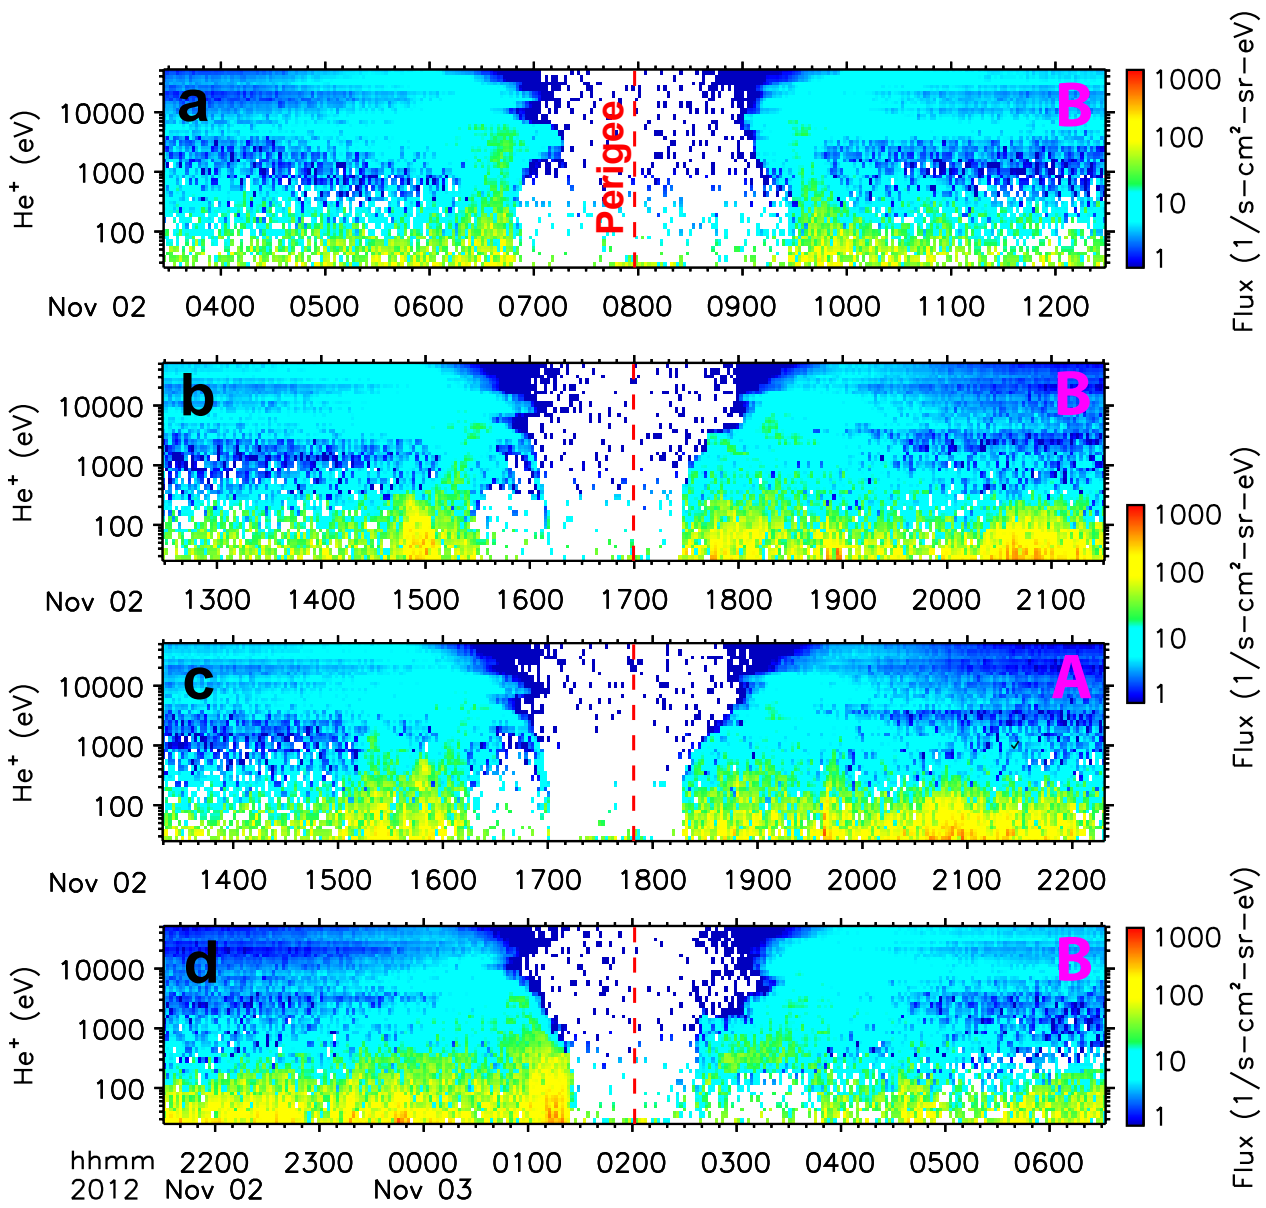 a
B
Perigee
He⁺ (eV)
10000
1000
100
Nov 02 0400 0500 0600 0700 0800 0900 1000 1100 1200
1000
100
10
1
Flux (1/s-cm²-sr-eV)
b
B
He⁺ (eV)
10000
1000
100
Nov 02 1300 1400 1500 1600 1700 1800 1900 2000 2100
1000
100
10
1
Flux (1/s-cm²-sr-eV)
c
A
He⁺ (eV)
10000
1000
100
Nov 02 1400 1500 1600 1700 1800 1900 2000 2100 2200
d
B
He⁺ (eV)
10000
1000
100
1000
100
10
1
Flux (1/s-cm²-sr-eV)
hhmm 2200 2300 0000 0100 0200 0300 0400 0500 0600
2012 Nov 02 Nov 03